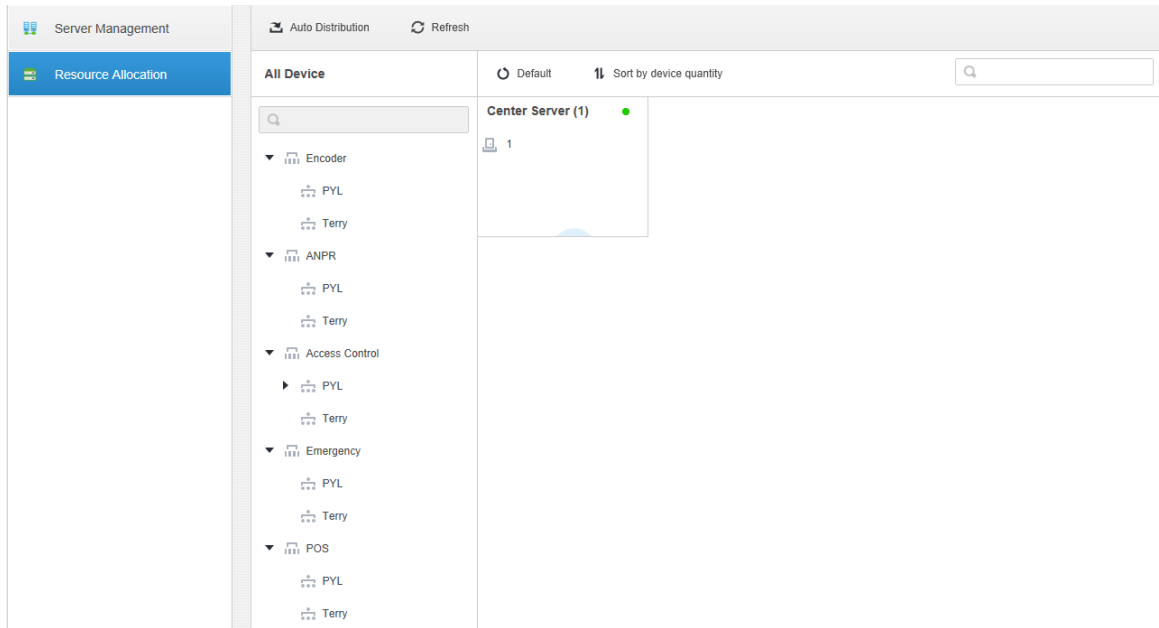 Server Management
Resource Allocation
Auto Distribution
Refresh
All Device
Default
Sort by device quantity
Center Server (1)
1
Encoder
PYL
Terry
ANPR
PYL
Terry
Access Control
PYL
Terry
Emergency
PYL
Terry
POS
PYL
Terry